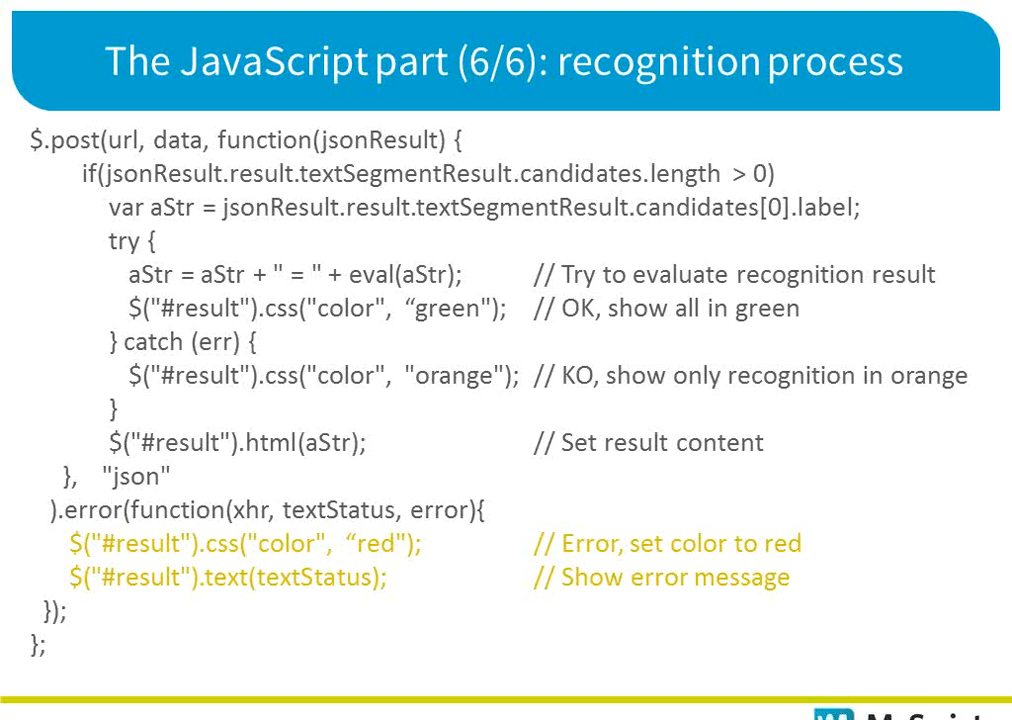 The JavaScript part (6/6): recognition process
$.post(url, data, function(jsonResult) {
if(jsonResult.result.textSegmentResult.candidates.length > 0)
var aStr = jsonResult.result.textSegmentResult.candidates[0].label;
try {
aStr = aStr + " = " + eval(aStr); // Try to evaluate recognition result
$("#result").css("color", “green"); // OK, show all in green
} catch (err) {
$("#result").css("color", "orange"); // KO, show only recognition in orange
}
$("#result").html(aStr); // Set result content
}, "json"
).error(function(xhr, textStatus, error){
$("#result").css("color", “red"); // Error, set color to red
$("#result").text(textStatus); // Show error message
});
};